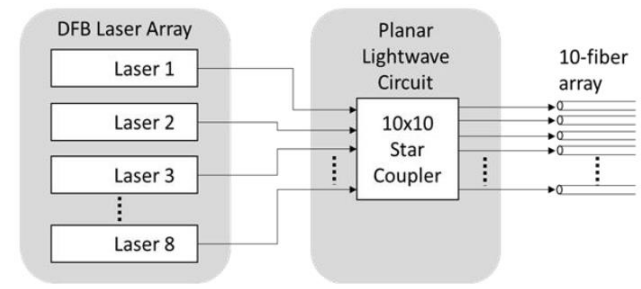 DFB Laser Array
Laser 1
Laser 2
Laser 3
Laser 8
Planar
Lightwave
Circuit
10x10
Star
Coupler
10-fiber
array